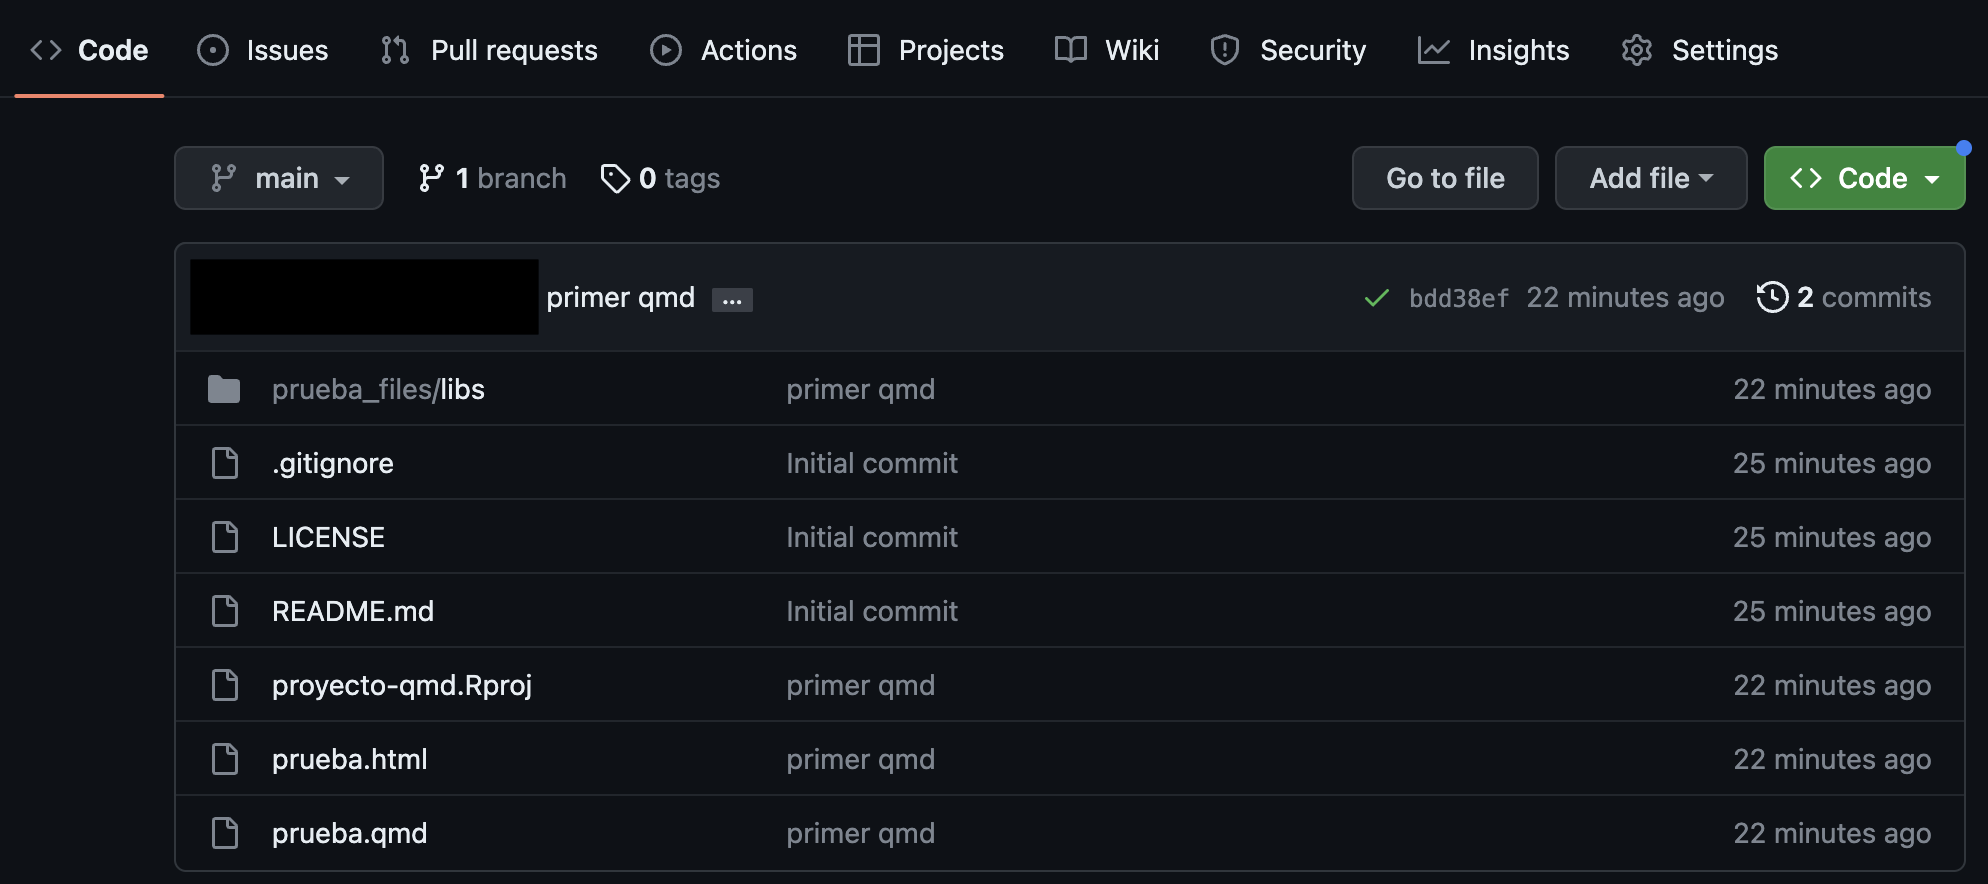 Code Issues Pull requests Actions Projects Wiki Security Insights Settings
main 1 branch 0 tags Go to file Add file Code
primer qmd ... bdd38ef 22 minutes ago 2 commits
prueba_files/libs primer qmd 22 minutes ago
.gitignore Initial commit 25 minutes ago
LICENSE Initial commit 25 minutes ago
README.md Initial commit 25 minutes ago
proyecto-qmd.Rproj primer qmd 22 minutes ago
prueba.html primer qmd 22 minutes ago
prueba.qmd primer qmd 22 minutes ago